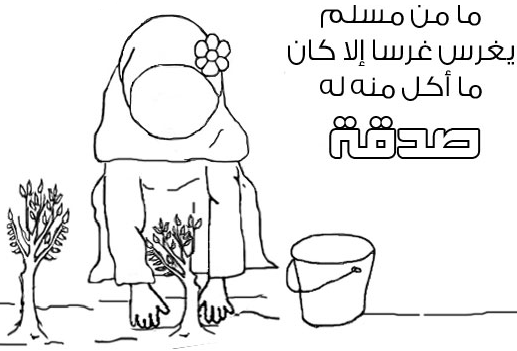 ما من مسلم
يغرس غرسا إلا كان
ما أكل منه له
صدقة